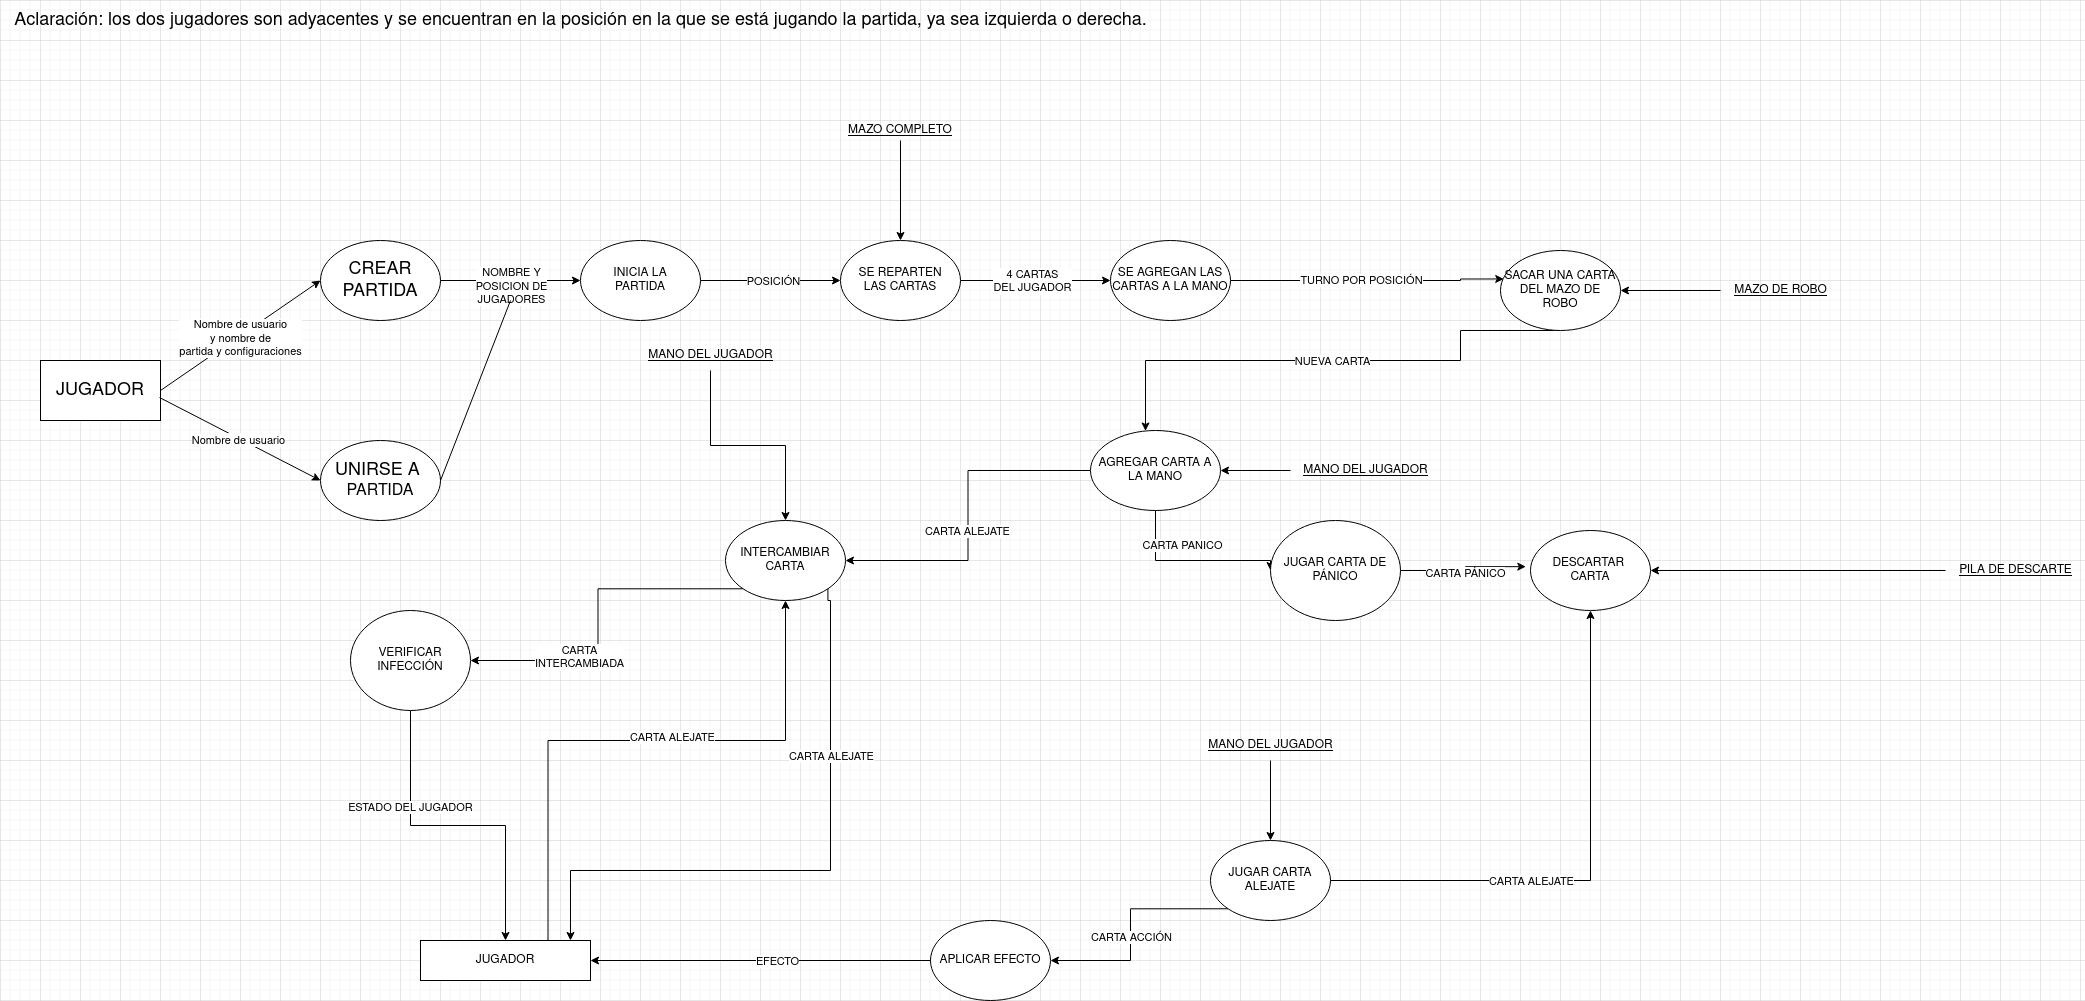 Aclaración: los dos jugadores son adyacentes y se encuentran en la posición en la que se está jugando la partida, ya sea izquierda o derecha.
MAZO COMPLETO
CREAR
PARTIDA
NOMBRE Y
POSICION DE
JUGADORES
INICIA LA
PARTIDA
POSICIÓN
SE REPARTEN
LAS CARTAS
4 CARTAS
DEL JUGADOR
SE AGREGAN LAS
CARTAS A LA MANO
TURNO POR POSICIÓN
SACAR UNA CARTA
DEL MAZO DE
ROBO
MAZO DE ROBO
Nombre de usuario
y nombre de
partida y configuraciones
JUGADOR
MANO DEL JUGADOR
NUEVA CARTA
Nombre de usuario
UNIRSE A
PARTIDA
AGREGAR CARTA A
LA MANO
MANO DEL JUGADOR
CARTA ALEJATE
CARTA PANICO
INTERCAMBIAR
CARTA
JUGAR CARTA DE
PÁNICO
CARTA PÁNICO
DESCARTAR
CARTA
PILA DE DESCARTE
VERIFICAR
INFECCIÓN
CARTA
INTERCAMBIADA
CARTA ALEJATE
CARTA ALEJATE
MANO DEL JUGADOR
ESTADO DEL JUGADOR
JUGAR CARTA
ALEJATE
CARTA ALEJATE
CARTA ACCIÓN
JUGADOR
EFECTO
APLICAR EFECTO